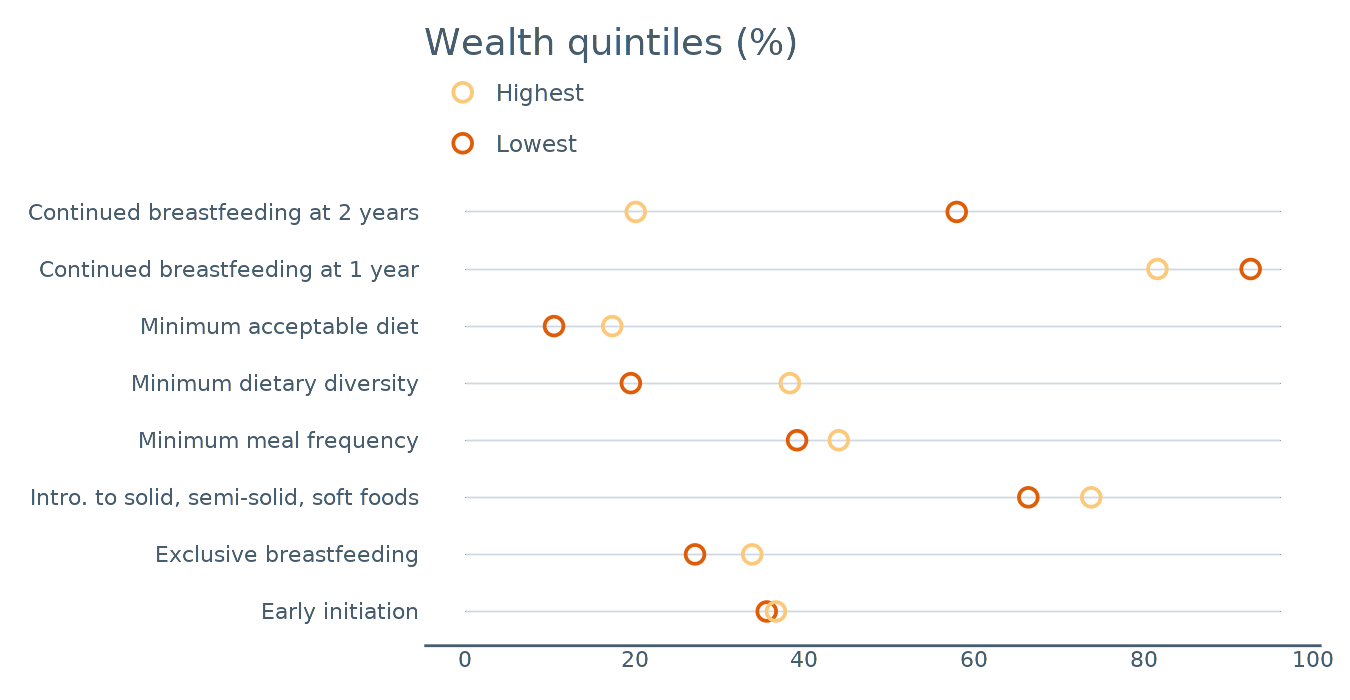 Wealth quintiles (%)
Highest
Lowest
Continued breastfeeding at 2 years
Continued breastfeeding at 1 year
Minimum acceptable diet
Minimum dietary diversity
Minimum meal frequency
Intro. to solid, semi-solid, soft foods
Exclusive breastfeeding
Early initiation
0 20 40 60 80 100